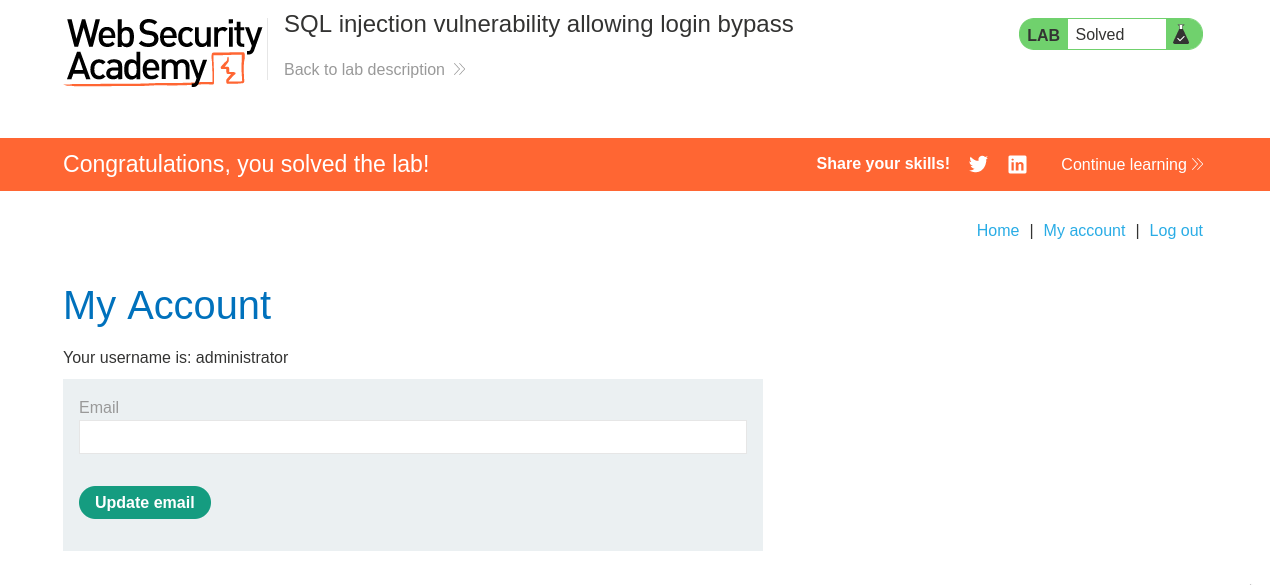 Web Security
Academy
SQL injection vulnerability allowing login bypass
Back to lab description
LAB Solved
Congratulations, you solved the lab!
Share your skills!
Continue learning
Home | My account | Log out
My Account
Your username is: administrator
Email
Update email